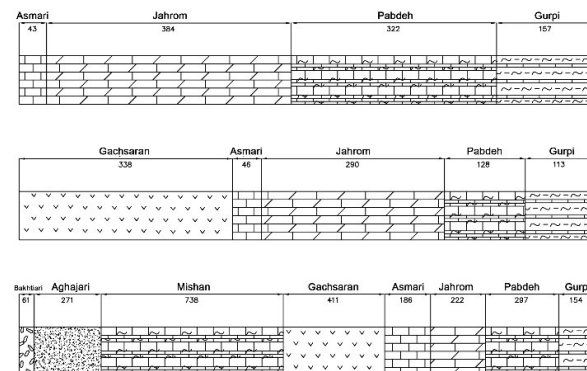 Asmari Jahrom Pabdeh Gurpi
43 384 322 157
Gachsaran Asmari Jahrom Pabdeh Gurpi
338 46 290 128 113
Bakhtiari Aghajari Mishan Gachsaran Asmari Jahrom Pabdeh Gurp
61 271 738 411 186 222 297 154